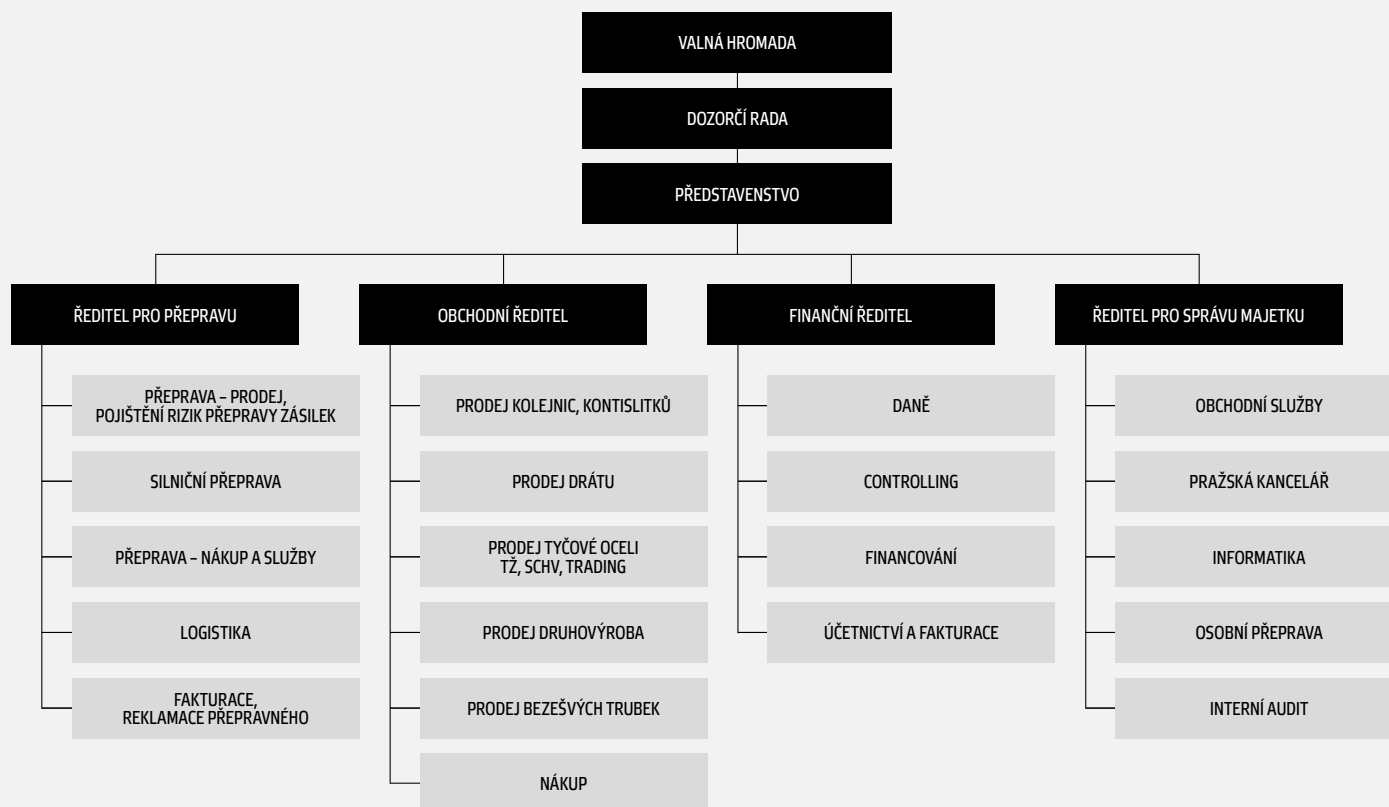 VALNÁ HROMADA
DOZORČÍ RADA
PŘEDSTAVENSTVO
ŘEDITEL PRO PŘEPRAVU
PŘEPRAVA – PRODEJ,
POJIŠTĚNÍ RIZIK PŘEPRAVY ZÁSILEK
SILNIČNÍ PŘEPRAVA
PŘEPRAVA – NÁKUP A SLUŽBY
LOGISTIKA
FAKTURACE,
REKLAMACE PŘEPRAVNÉHO
OBCHODNÍ ŘEDITEL
PRODEJ KOLEJNIC, KONTISLITKŮ
PRODEJ DRÁTU
PRODEJ TYČOVÉ OCELI
TŽ, SCHV, TRADING
PRODEJ DRUHOVÝROBA
PRODEJ BEZEŠVÝCH TRUBEK
NÁKUP
FINANČNÍ ŘEDITEL
DANĚ
CONTROLLING
FINANCOVÁNÍ
ÚČETNICTVÍ A FAKTURACE
ŘEDITEL PRO SPRÁVU MAJETKU
OBCHODNÍ SLUŽBY
PRAŽSKÁ KANCELÁŘ
INFORMATIKA
OSOBNÍ PŘEPRAVA
INTERNÍ AUDIT